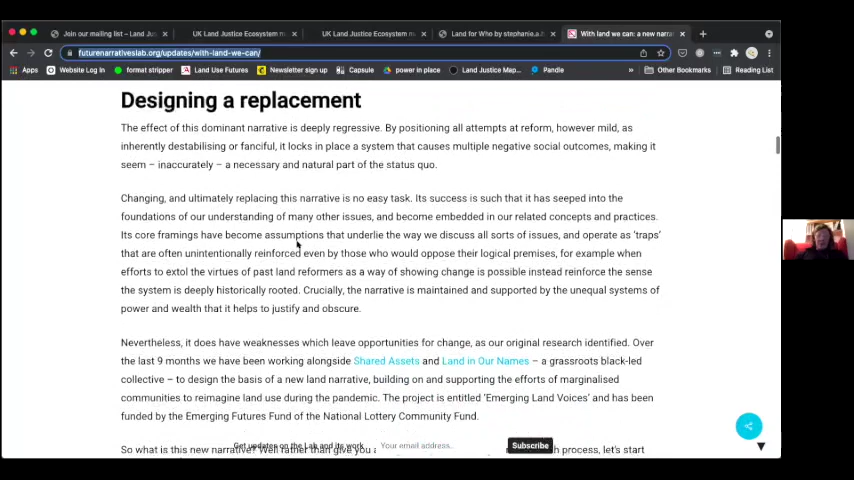 Join our mailing list – Land Jus
UK Land Justice Ecosystem m
UK Land Justice Ecosystem m
Land for Who by stephanie.a.h
With land we can: a new narra
futurenarrativeslab.org/updates/with-land-we-can/
Apps Website Log In format stripper Land Use Futures Newsletter sign up Capsule power in place Land Justice Map... Pandle » Other Bookmarks Reading List
Designing a replacement
The effect of this dominant narrative is deeply regressive. By positioning all attempts at reform, however mild, as
inherently destabilising or fanciful, it locks in place a system that causes multiple negative social outcomes, making it
seem – inaccurately – a necessary and natural part of the status quo.
Changing, and ultimately replacing this narrative is no easy task. Its success is such that it has seeped into the
foundations of our understanding of many other issues, and become embedded in our related concepts and practices.
Its core framings have become assumptions that underlie the way we discuss all sorts of issues, and operate as 'traps'
that are often unintentionally reinforced even by those who would oppose their logical premises, for example when
efforts to extol the virtues of past land reformers as a way of showing change is possible instead reinforce the sense
the system is deeply historically rooted. Crucially, the narrative is maintained and supported by the unequal systems of
power and wealth that it helps to justify and obscure.
Nevertheless, it does have weaknesses which leave opportunities for change, as our original research identified. Over
the last 9 months we have been working alongside Shared Assets and Land in Our Names – a grassroots black-led
collective – to design the basis of a new land narrative, building on and supporting the efforts of marginalised
communities to reimagine land use during the pandemic. The project is entitled 'Emerging Land Voices' and has been
funded by the Emerging Futures Fund of the National Lottery Community Fund.
Get updates on the Lab and its work Your email address.. Subscribe
So what is this new narrative? Well rather than give you a process, let's start